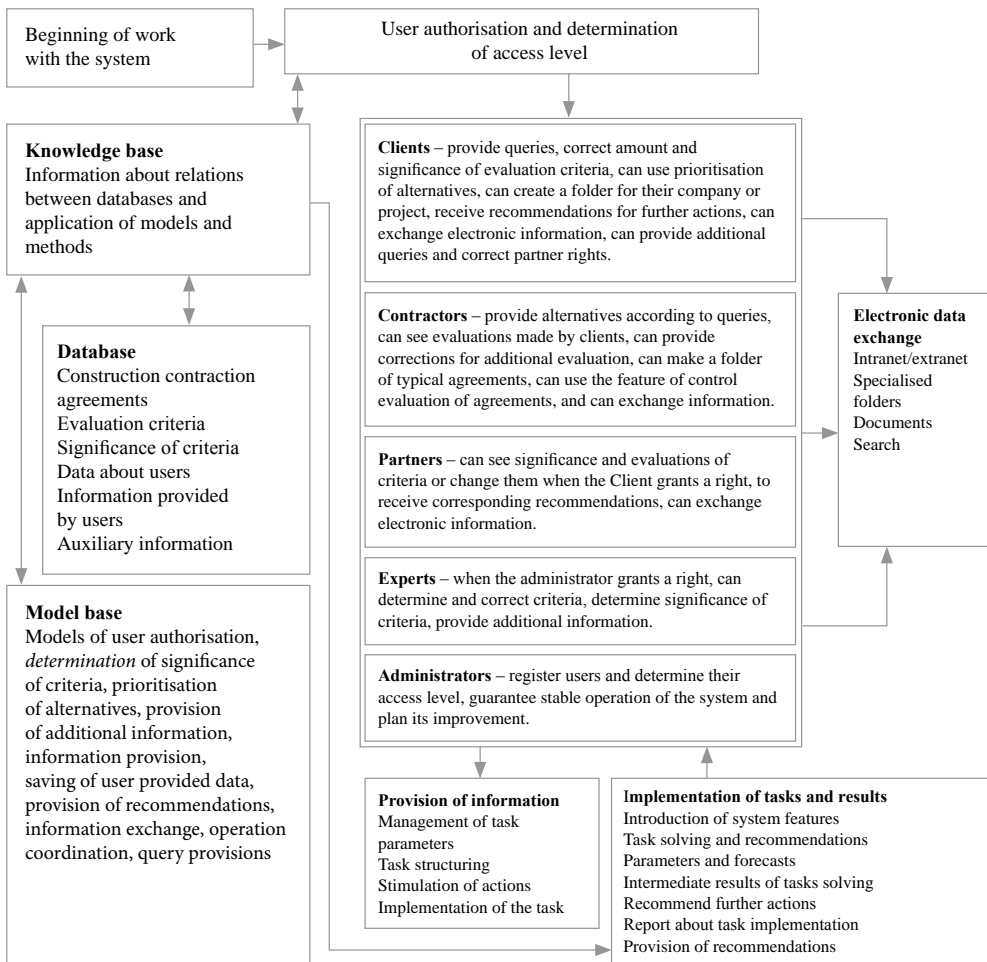 Beginning of work
with the system
User authorisation and determination
of access level
Knowledge base
Information about relations
between databases and
application of models and
methods
Database
Construction contraction
agreements
Evaluation criteria
Significance of criteria
Data about users
Information provided
by users
Auxiliary information
Model base
Models of user authorisation,
determination of significance
of criteria, prioritisation
of alternatives, provision
of additional information,
information provision,
saving of user provided data,
provision of recommendations,
information exchange, operation
coordination, query provisions
Clients – provide queries, correct amount and
significance of evaluation criteria, can use prioritisation
of alternatives, can create a folder for their company or
project, receive recommendations for further actions, can
exchange electronic information, can provide additional
queries and correct partner rights.
Contractors – provide alternatives according to queries,
can see evaluations made by clients, can provide
corrections for additional evaluation, can make a folder
of typical agreements, can use the feature of control
evaluation of agreements, and can exchange information.
Partners – can see significance and evaluations of
criteria or change them when the Client grants a right, to
receive corresponding recommendations, can exchange
electronic information.
Experts – when the administrator grants a right, can
determine and correct criteria, determine significance of
criteria, provide additional information.
Administrators – register users and determine their
access level, guarantee stable operation of the system and
plan its improvement.
Electronic data
exchange
Intranet/extranet
Specialised
folders
Documents
Search
Provision of information
Management of task
parameters
Task structuring
Stimulation of actions
Implementation of the task
Implementation of tasks and results
Introduction of system features
Task solving and recommendations
Parameters and forecasts
Intermediate results of tasks solving
Recommend further actions
Report about task implementation
Provision of recommendations